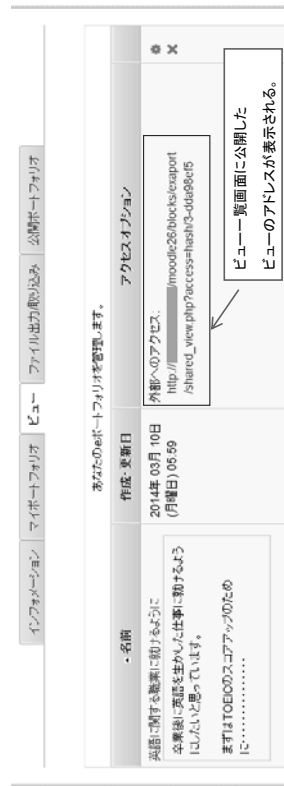 インフォメーション マイポートフォリオ ビュー ファイル出力/取り込み 公開ポートフォリオ
あなたのeポートフォリオを管理します。
名前 作成・更新日 アクセスオプション
英語に関する職業に就けるように
卒業後に英語を生かした仕事に就けるよう
にしたいと思っています。
まずはTOEICのスコアアップのため
に・・・・・・・・・・・・・・・
2014年 03月 10日
(月曜日) 05:59
外部へのアクセス:
http:// /moodle26/blocks/exaport
/shared_view.php?access=hash/3-dda98ef5
ビュー一覧画面に公開した
ビューのアドレスが表示される。